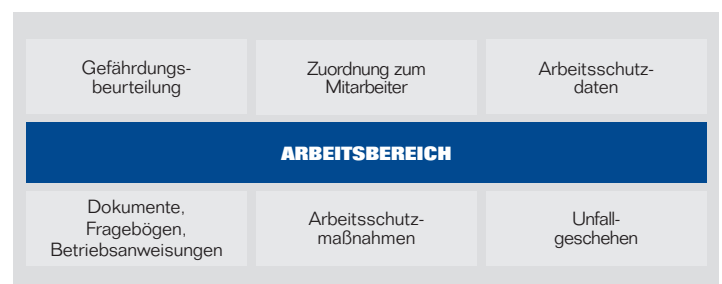 Gefährdungs-
beurteilung
Zuordnung zum
Mitarbeiter
Arbeitsschutz-
daten
ARBEITSBEREICH
Dokumente,
Fragebögen,
Betriebsanweisungen
Arbeitsschutz-
maßnahmen
Unfall-
geschehen